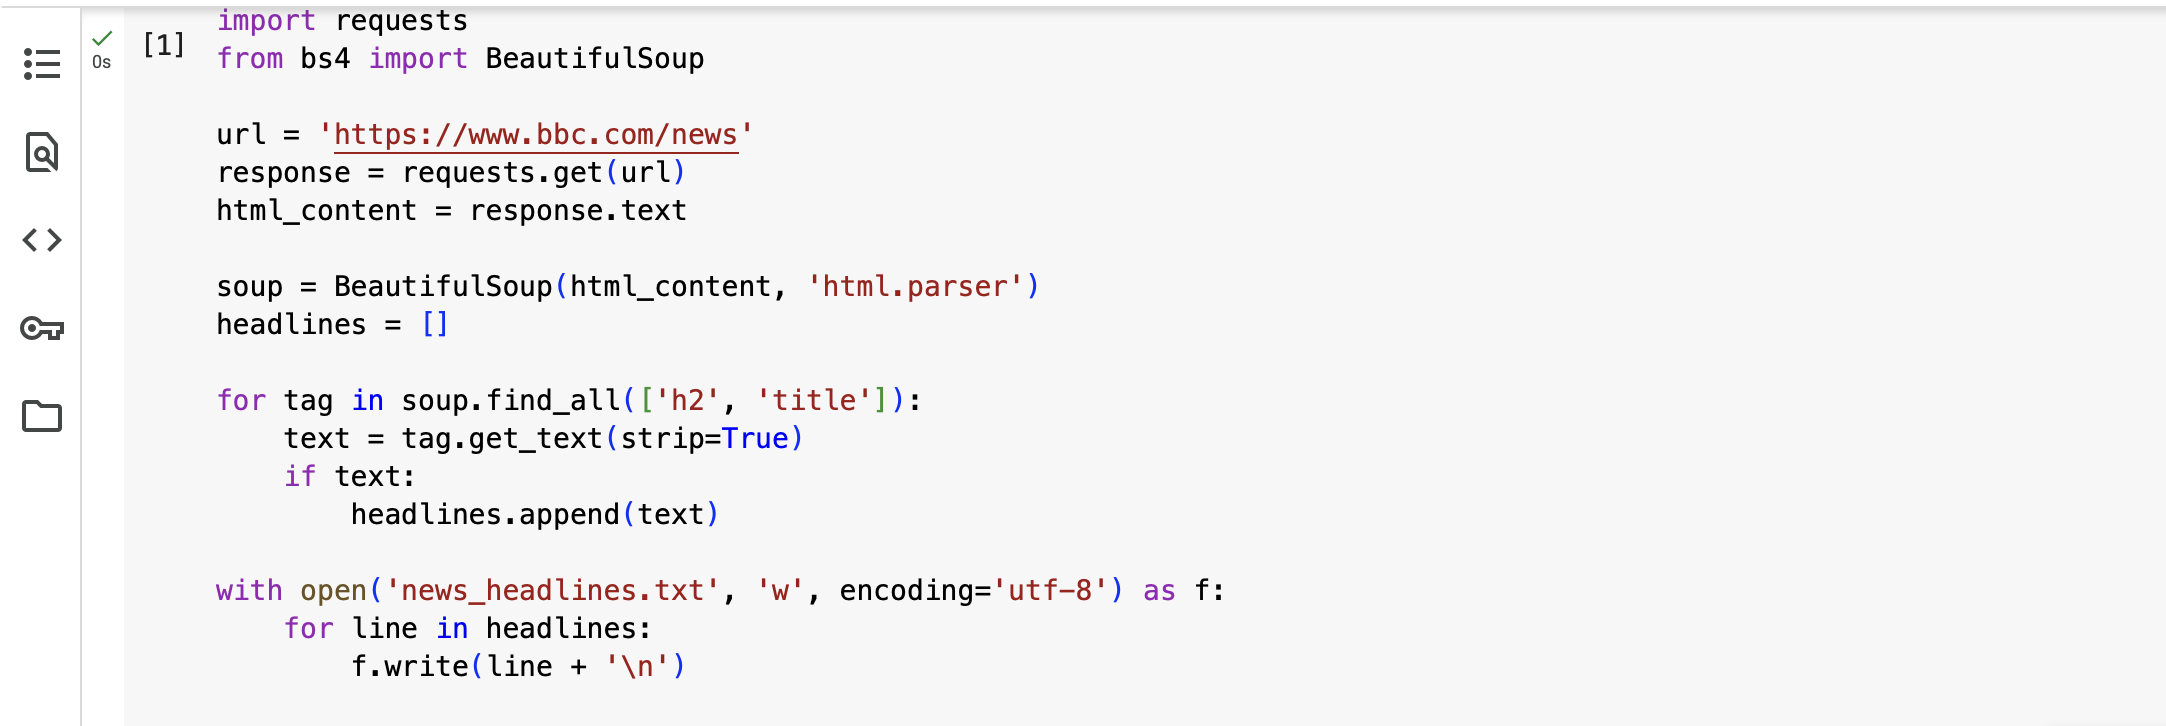 import requests
[1]
0s
from bs4 import BeautifulSoup
url = 'https://www.bbc.com/news'
response = requests.get(url)
html_content = response.text
soup = BeautifulSoup(html_content, 'html.parser')
headlines = []
for tag in soup.find_all(['h2', 'title']):
    text = tag.get_text(strip=True)
    if text:
        headlines.append(text)
with open('news_headlines.txt', 'w', encoding='utf-8') as f:
    for line in headlines:
        f.write(line + '\n')